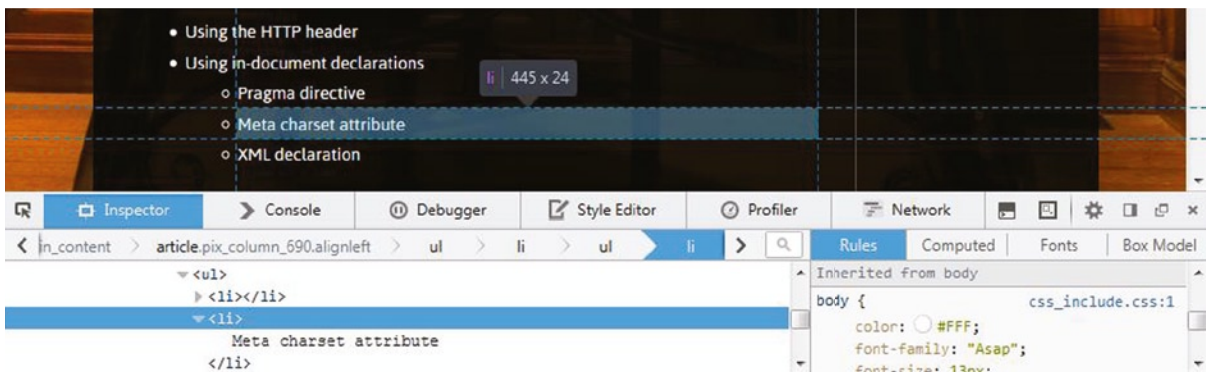 • Using the HTTP header
• Using in-document declarations
li | 445 x 24
○ Pragma directive
○ Meta charset attribute
○ XML declaration
Inspector Console Debugger Style Editor Profiler Network
in_content > article.pix_column_690.alignleft > ul > li > ul > li >
Rules Computed Fonts Box Model
<ul>
<li></li>
<li>
Meta charset attribute
</li>
Inherited from body
body { css_include.css:1
color: #FFF;
font-family: "Asap";
font-size: 13px;